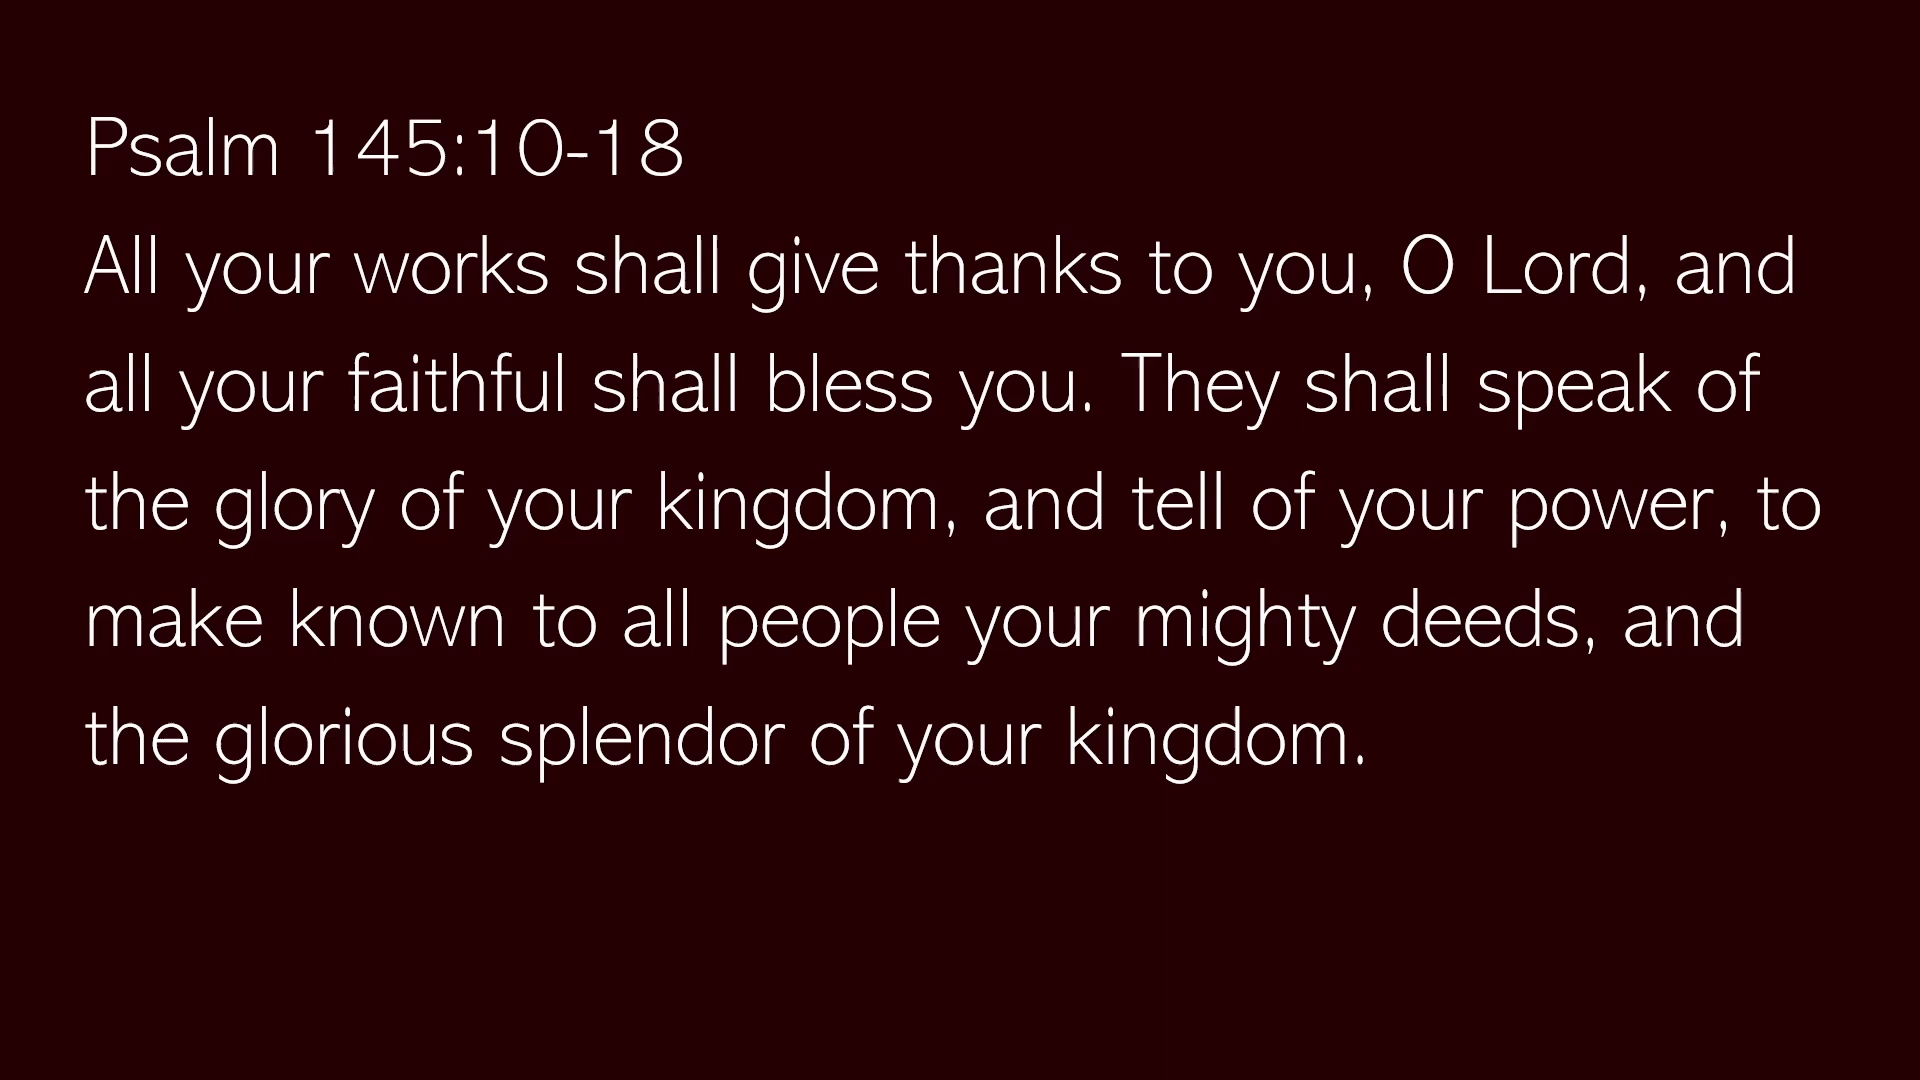 Psalm 145:10-18
All your works shall give thanks to you, O Lord, and
all your faithful shall bless you. They shall speak of
the glory of your kingdom, and tell of your power, to
make known to all people your mighty deeds, and
the glorious splendor of your kingdom.